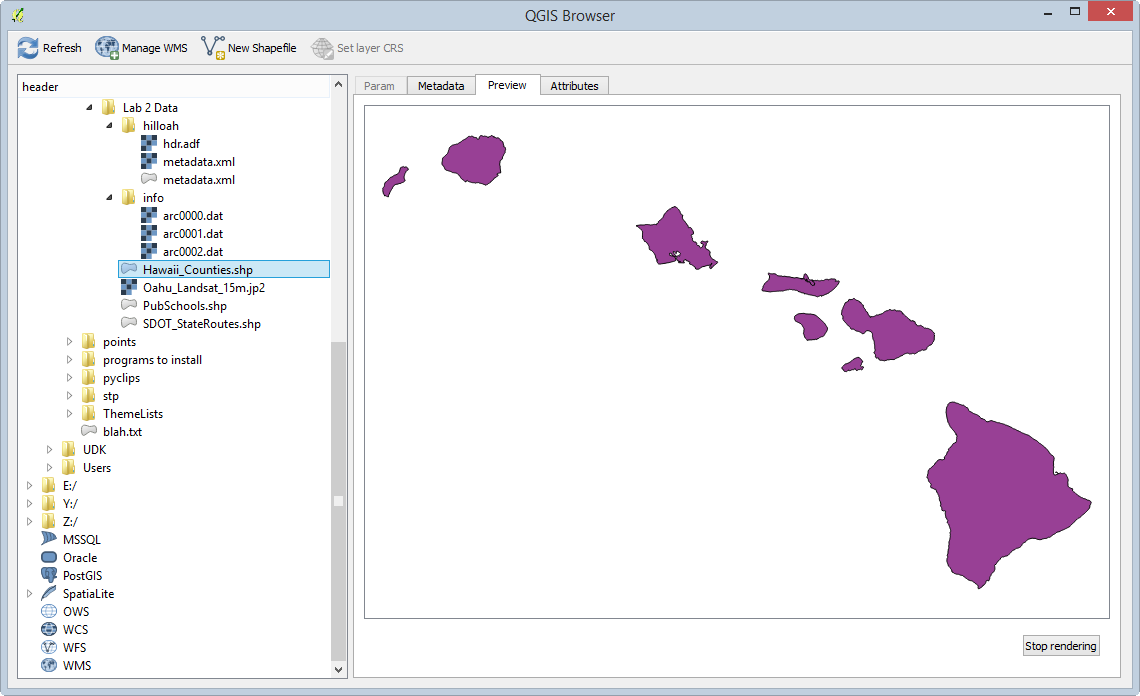 QGIS Browser
Refresh Manage WMS New Shapefile Set layer CRS
header
Param Metadata Preview Attributes
Lab 2 Data
hilloah
hdr.adf
metadata.xml
metadata.xml
info
arc0000.dat
arc0001.dat
arc0002.dat
Hawaii_Counties.shp
Oahu_Landsat_15m.jp2
PubSchools.shp
SDOT_StateRoutes.shp
points
programs to install
pyclips
stp
ThemeLists
blah.txt
UDK
Users
E:/
Y:/
Z:/
MSSQL
Oracle
PostGIS
SpatiaLite
OWS
WCS
WFS
WMS
Stop rendering